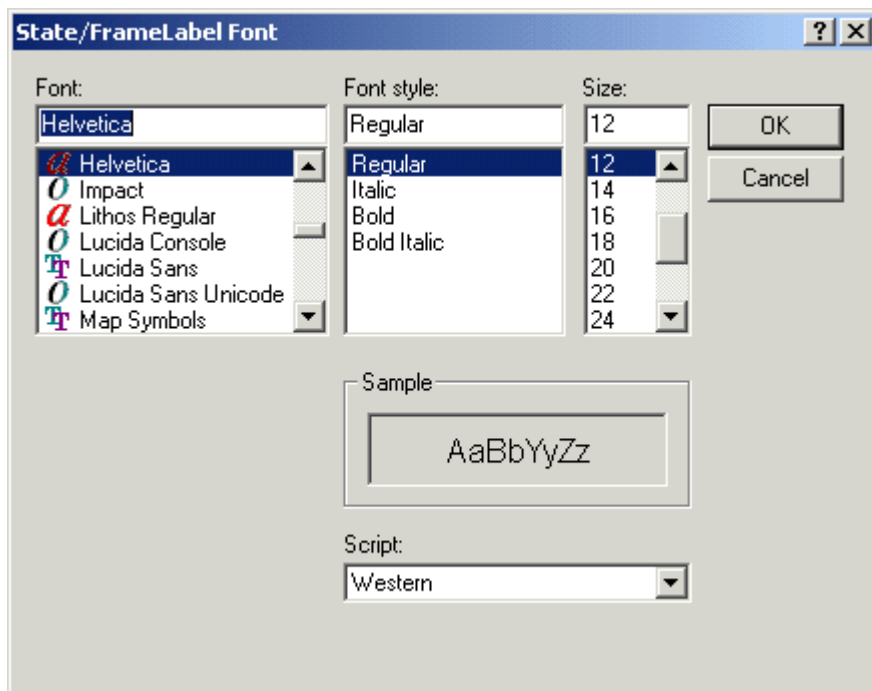 State/FrameLabel Font
Font:
Helvetica
Helvetica
Impact
Lithos Regular
Lucida Console
Lucida Sans
Lucida Sans Unicode
Map Symbols
Font style:
Regular
Regular
Italic
Bold
Bold Italic
Size:
12
12
14
16
18
20
22
24
OK
Cancel
Sample
AaBbYyZz
Script:
Western